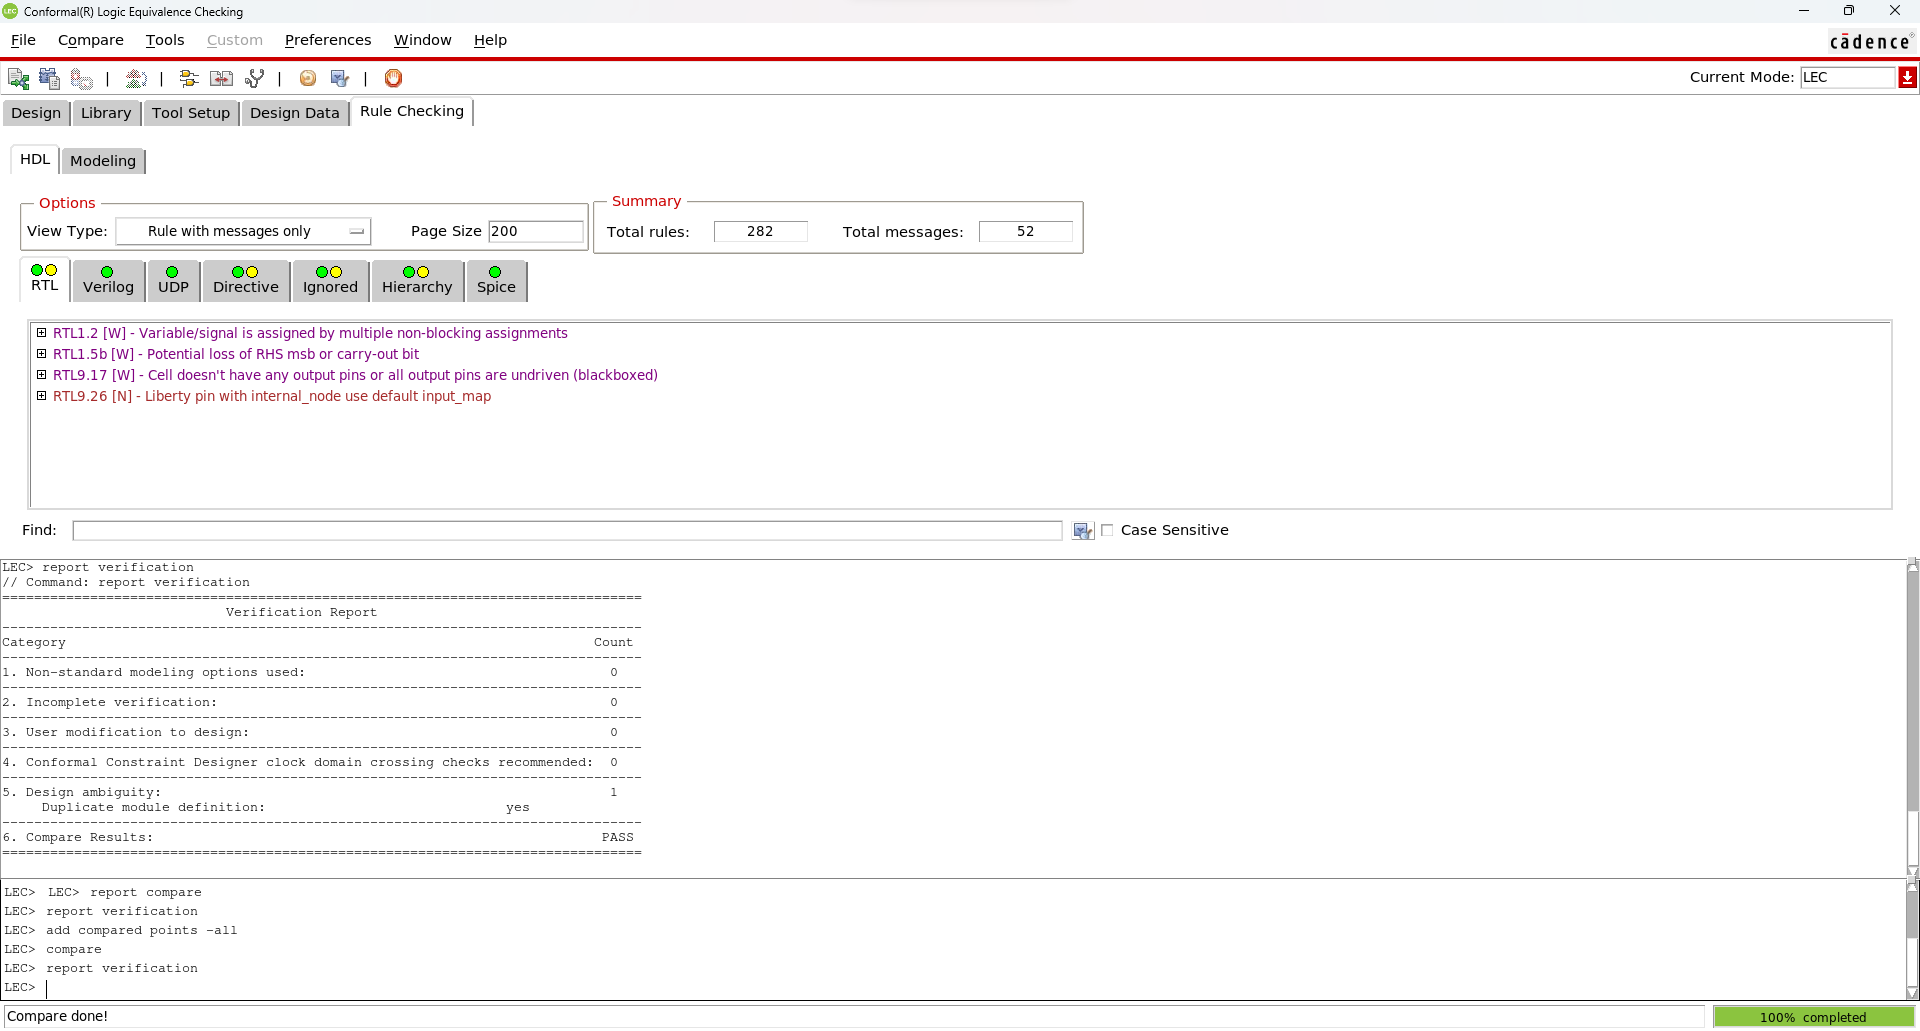 LEC Conformal(R) Logic Equivalence Checking
File Compare Tools Custom Preferences Window Help
cādence®
Current Mode: LEC
Design Library Tool Setup Design Data Rule Checking
HDL Modeling
Options Summary
View Type: Rule with messages only Page Size 200 Total rules: 282 Total messages: 52
RTL Verilog UDP Directive Ignored Hierarchy Spice
RTL1.2 [W] - Variable/signal is assigned by multiple non-blocking assignments
RTL1.5b [W] - Potential loss of RHS msb or carry-out bit
RTL9.17 [W] - Cell doesn't have any output pins or all output pins are undriven (blackboxed)
RTL9.26 [N] - Liberty pin with internal_node use default input_map
Find: Case Sensitive
LEC> report verification
// Command: report verification
================================================================================
Verification Report
--------------------------------------------------------------------------------
Category Count
--------------------------------------------------------------------------------
1. Non-standard modeling options used: 0
--------------------------------------------------------------------------------
2. Incomplete verification: 0
--------------------------------------------------------------------------------
3. User modification to design: 0
--------------------------------------------------------------------------------
4. Conformal Constraint Designer clock domain crossing checks recommended: 0
--------------------------------------------------------------------------------
5. Design ambiguity: 1
Duplicate module definition: yes
--------------------------------------------------------------------------------
6. Compare Results: PASS
================================================================================
LEC> LEC> report compare
LEC> report verification
LEC> add compared points -all
LEC> compare
LEC> report verification
LEC>
Compare done! 100% completed